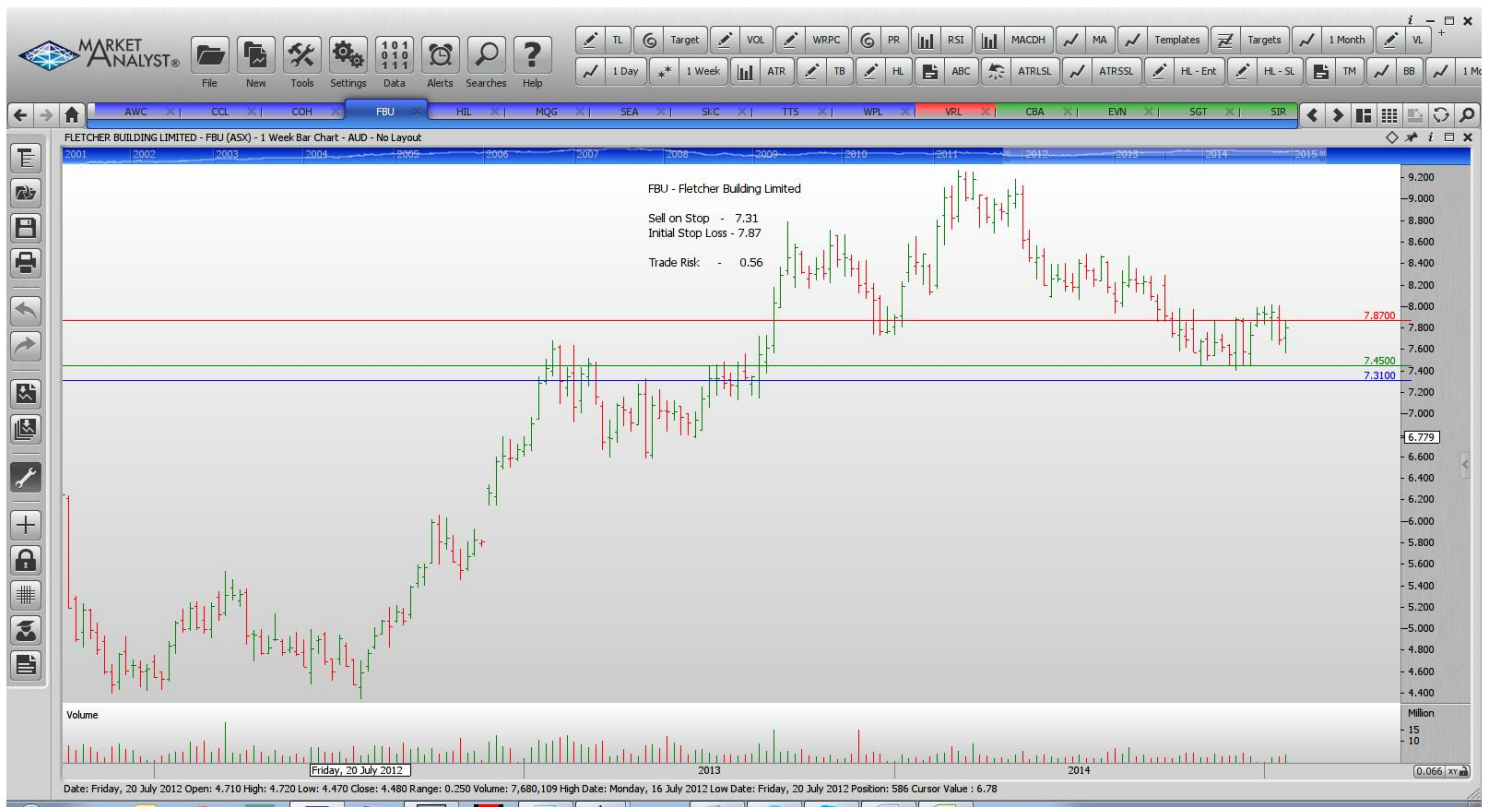 i
MARKET ANALYST®
File New Tools Settings Data Alerts Searches Help
101 010 111
TL Target VOL WRPC PR RSI MACDH MA Templates Targets 1 Month VL +
1 Day 1 Week ATR TB HL ABC ATRLSL ATRSSL HL - Ent HL - SL TM BB 1 Mo
AWC CCL COH FBU HIL MQG SEA SKC TTS WPL VRL CBA EVN SGT SIR
FLETCHER BUILDING LIMITED - FBU (ASX) - 1 Week Bar Chart - AUD - No Layout
i
2001 2002 2003 2004 2005 2006 2007 2008 2009 2010 2011 2012 2013 2014 2015
FBU - Fletcher Building Limited
Sell on Stop - 7.31
Initial Stop Loss - 7.87
Trade Risk - 0.56
9.200
9.000
8.800
8.600
8.400
8.200
8.000
7.8700
7.800
7.600
7.4500
7.400
7.3100
7.200
7.000
6.779
6.600
6.400
6.200
6.000
5.800
5.600
5.400
5.200
5.000
4.800
4.600
4.400
Volume
Million
15
10
Friday, 20 July 2012
2013
2014
0.066 XY
Date: Friday, 20 July 2012 Open: 4.710 High: 4.720 Low: 4.470 Close: 4.480 Range: 0.250 Volume: 7,680,109 High Date: Monday, 16 July 2012 Low Date: Friday, 20 July 2012 Position: 586 Cursor Value : 6.78